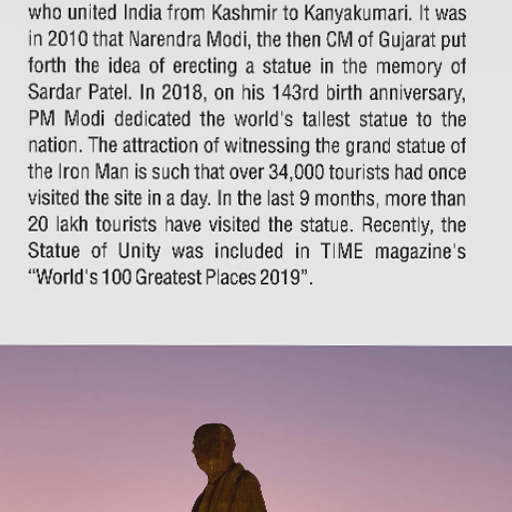 who united India from Kashmir to Kanyakumari. It was
in 2010 that Narendra Modi, the then CM of Gujarat put
forth the idea of erecting a statue in the memory of
Sardar Patel. In 2018, on his 143rd birth anniversary,
PM Modi dedicated the world's tallest statue to the
nation. The attraction of witnessing the grand statue of
the Iron Man is such that over 34,000 tourists had once
visited the site in a day. In the last 9 months, more than
20 lakh tourists have visited the statue. Recently, the
Statue of Unity was included in TIME magazine's
“World's 100 Greatest Places 2019”.